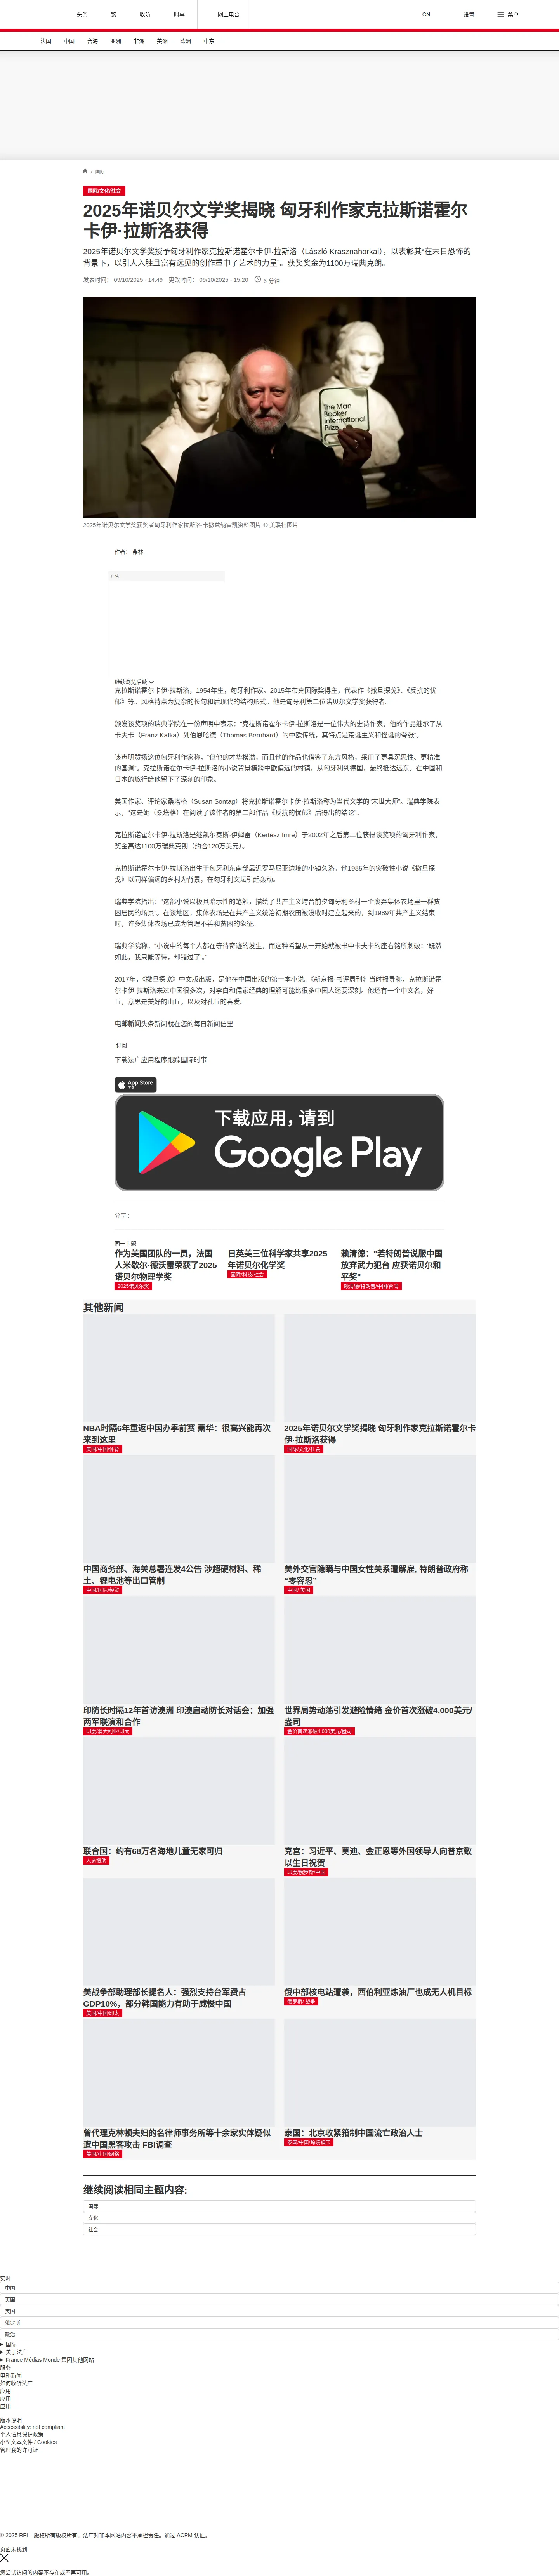 头条
繁
收听
时事
网上电台
CN
设置
菜单
法国
中国
台海
亚洲
非洲
美洲
欧洲
中东
/ 国际
国际/文化/社会
2025年诺贝尔文学奖揭晓 匈牙利作家克拉斯诺霍尔
卡伊·拉斯洛获得
2025年诺贝尔文学奖授予匈牙利作家克拉斯诺霍尔卡伊·拉斯洛（László Krasznahorkai），以表彰其“在末日恐怖的
背景下，以引人入胜且富有远见的创作重申了艺术的力量”。获奖奖金为1100万瑞典克朗。
发表时间： 09/10/2025 - 14:49 更改时间： 09/10/2025 - 15:20 6 分钟
The Man
Booker
International
Prize
2025年诺贝尔文学奖获奖者匈牙利作家拉斯洛·卡撒兹纳霍凯资料图片 © 美联社图片
作者： 弗林
广告
继续浏览后续
克拉斯诺霍尔卡伊·拉斯洛，1954年生，匈牙利作家。2015年布克国际奖得主，代表作《撒旦探戈》、《反抗的忧
郁》等。风格特点为复杂的长句和后现代的结构形式。他是匈牙利第二位诺贝尔文学奖获得者。
颁发该奖项的瑞典学院在一份声明中表示：“克拉斯诺霍尔卡伊·拉斯洛是一位伟大的史诗作家，他的作品继承了从
卡夫卡（Franz Kafka）到伯恩哈德（Thomas Bernhard）的中欧传统，其特点是荒诞主义和怪诞的夸张”。
该声明赞扬这位匈牙利作家称，“但他的才华横溢，而且他的作品也借鉴了东方风格，采用了更具沉思性、更精准
的基调”。克拉斯诺霍尔卡伊·拉斯洛的小说背景横跨中欧偏远的村镇，从匈牙利到德国，最终抵达远东。在中国和
日本的旅行给他留下了深刻的印象。
美国作家、评论家桑塔格（Susan Sontag）将克拉斯诺霍尔卡伊·拉斯洛称为当代文学的“末世大师”。瑞典学院表
示，“这是她（桑塔格）在阅读了该作者的第二部作品《反抗的忧郁》后得出的结论”。
克拉斯诺霍尔卡伊·拉斯洛是继凯尔泰斯·伊姆雷（Kertész Imre）于2002年之后第二位获得该奖项的匈牙利作家，
奖金高达1100万瑞典克朗（约合120万美元）。
克拉斯诺霍尔卡伊·拉斯洛出生于匈牙利东南部靠近罗马尼亚边境的小镇久洛。他1985年的突破性小说《撒旦探
戈》以同样偏远的乡村为背景，在匈牙利文坛引起轰动。
瑞典学院指出：“这部小说以极具暗示性的笔触，描绘了共产主义垮台前夕匈牙利乡村一个废弃集体农场里一群贫
困居民的场景”。在该地区，集体农场是在共产主义统治初期农田被没收时建立起来的，到1989年共产主义结束
时，许多集体农场已成为管理不善和贫困的象征。
瑞典学院称，“小说中的每个人都在等待奇迹的发生，而这种希望从一开始就被书中卡夫卡的座右铭所刺破：‘既然
如此，我只能等待，却错过了’。”
2017年，《撒旦探戈》中文版出版，是他在中国出版的第一本小说。《新京报·书评周刊》当时报导称，克拉斯诺霍
尔卡伊·拉斯洛来过中国很多次，对李白和儒家经典的理解可能比很多中国人还要深刻。他还有一个中文名，好
丘，意思是美好的山丘，以及对孔丘的喜爱。
电邮新闻头条新闻就在您的每日新闻信里
订阅
下载法广应用程序跟踪国际时事
App Store
下载
下载应用，请到
Google Play
分享 :
同一主题
作为美国团队的一员，法国
人米歇尔·德沃雷荣获了2025
诺贝尔物理学奖
2025诺贝尔奖
日英美三位科学家共享2025
年诺贝尔化学奖
国际/科技/社会
赖清德：“若特朗普说服中国
放弃武力犯台 应获诺贝尔和
平奖”
赖清德/特朗普/中国/台湾
其他新闻
NBA时隔6年重返中国办季前赛 萧华：很高兴能再次
来到这里
美国/中国/体育
2025年诺贝尔文学奖揭晓 匈牙利作家克拉斯诺霍尔卡
伊·拉斯洛获得
国际/文化/社会
中国商务部、海关总署连发4公告 涉超硬材料、稀
土、锂电池等出口管制
中国/国际/经贸
美外交官隐瞒与中国女性关系遭解雇, 特朗普政府称
“零容忍”
中国/ 美国
印防长时隔12年首访澳洲 印澳启动防长对话会：加强
两军联演和合作
印度/澳大利亚/印太
世界局势动荡引发避险情绪 金价首次涨破4,000美元/
盎司
金价首次涨破4,000美元/盎司
联合国：约有68万名海地儿童无家可归
人道援助
克宫：习近平、莫迪、金正恩等外国领导人向普京致
以生日祝贺
印度/俄罗斯/中国
美战争部助理部长提名人：强烈支持台军费占
GDP10%，部分韩国能力有助于威慑中国
美国/中国/印太
俄中部核电站遭袭，西伯利亚炼油厂也成无人机目标
俄罗斯/ 战争
曾代理克林顿夫妇的名律师事务所等十余家实体疑似
遭中国黑客攻击 FBI调查
美国/中国/网络
泰国：北京收紧箝制中国流亡政治人士
泰国/中国/跨境镇压
继续阅读相同主题内容:
国际
文化
社会
实时
中国
英国
美国
俄罗斯
政治
国际
关于法广
France Médias Monde 集团其他网站
服务
电邮新闻
如何收听法广
应用
应用
应用
版本说明
Accessibility: not compliant
个人信息保护政策
小型文本文件 / Cookies
管理我的许可证
© 2025 RFI – 版权所有版权所有。法广对非本网站内容不承担责任。通过 ACPM 认证。
页面未找到
您尝试访问的内容不存在或不再可用。